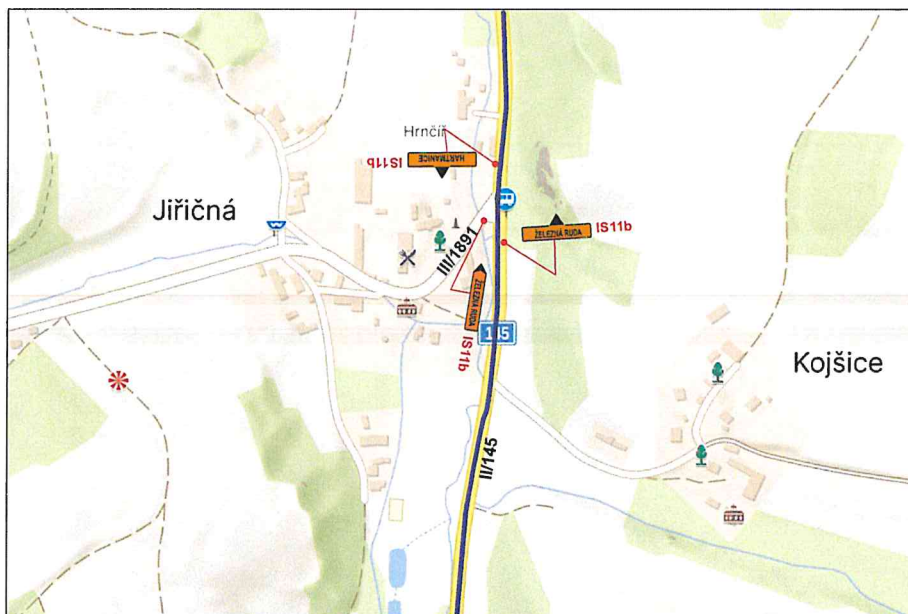 Hrnčíř
HARTMANICE
IS11b
Jiřičná
ŽELEZNÁ RUDA
IS11b
III/1891
ŽELEZNÁ RUDA
IS11b
145
Kojšice
II/145